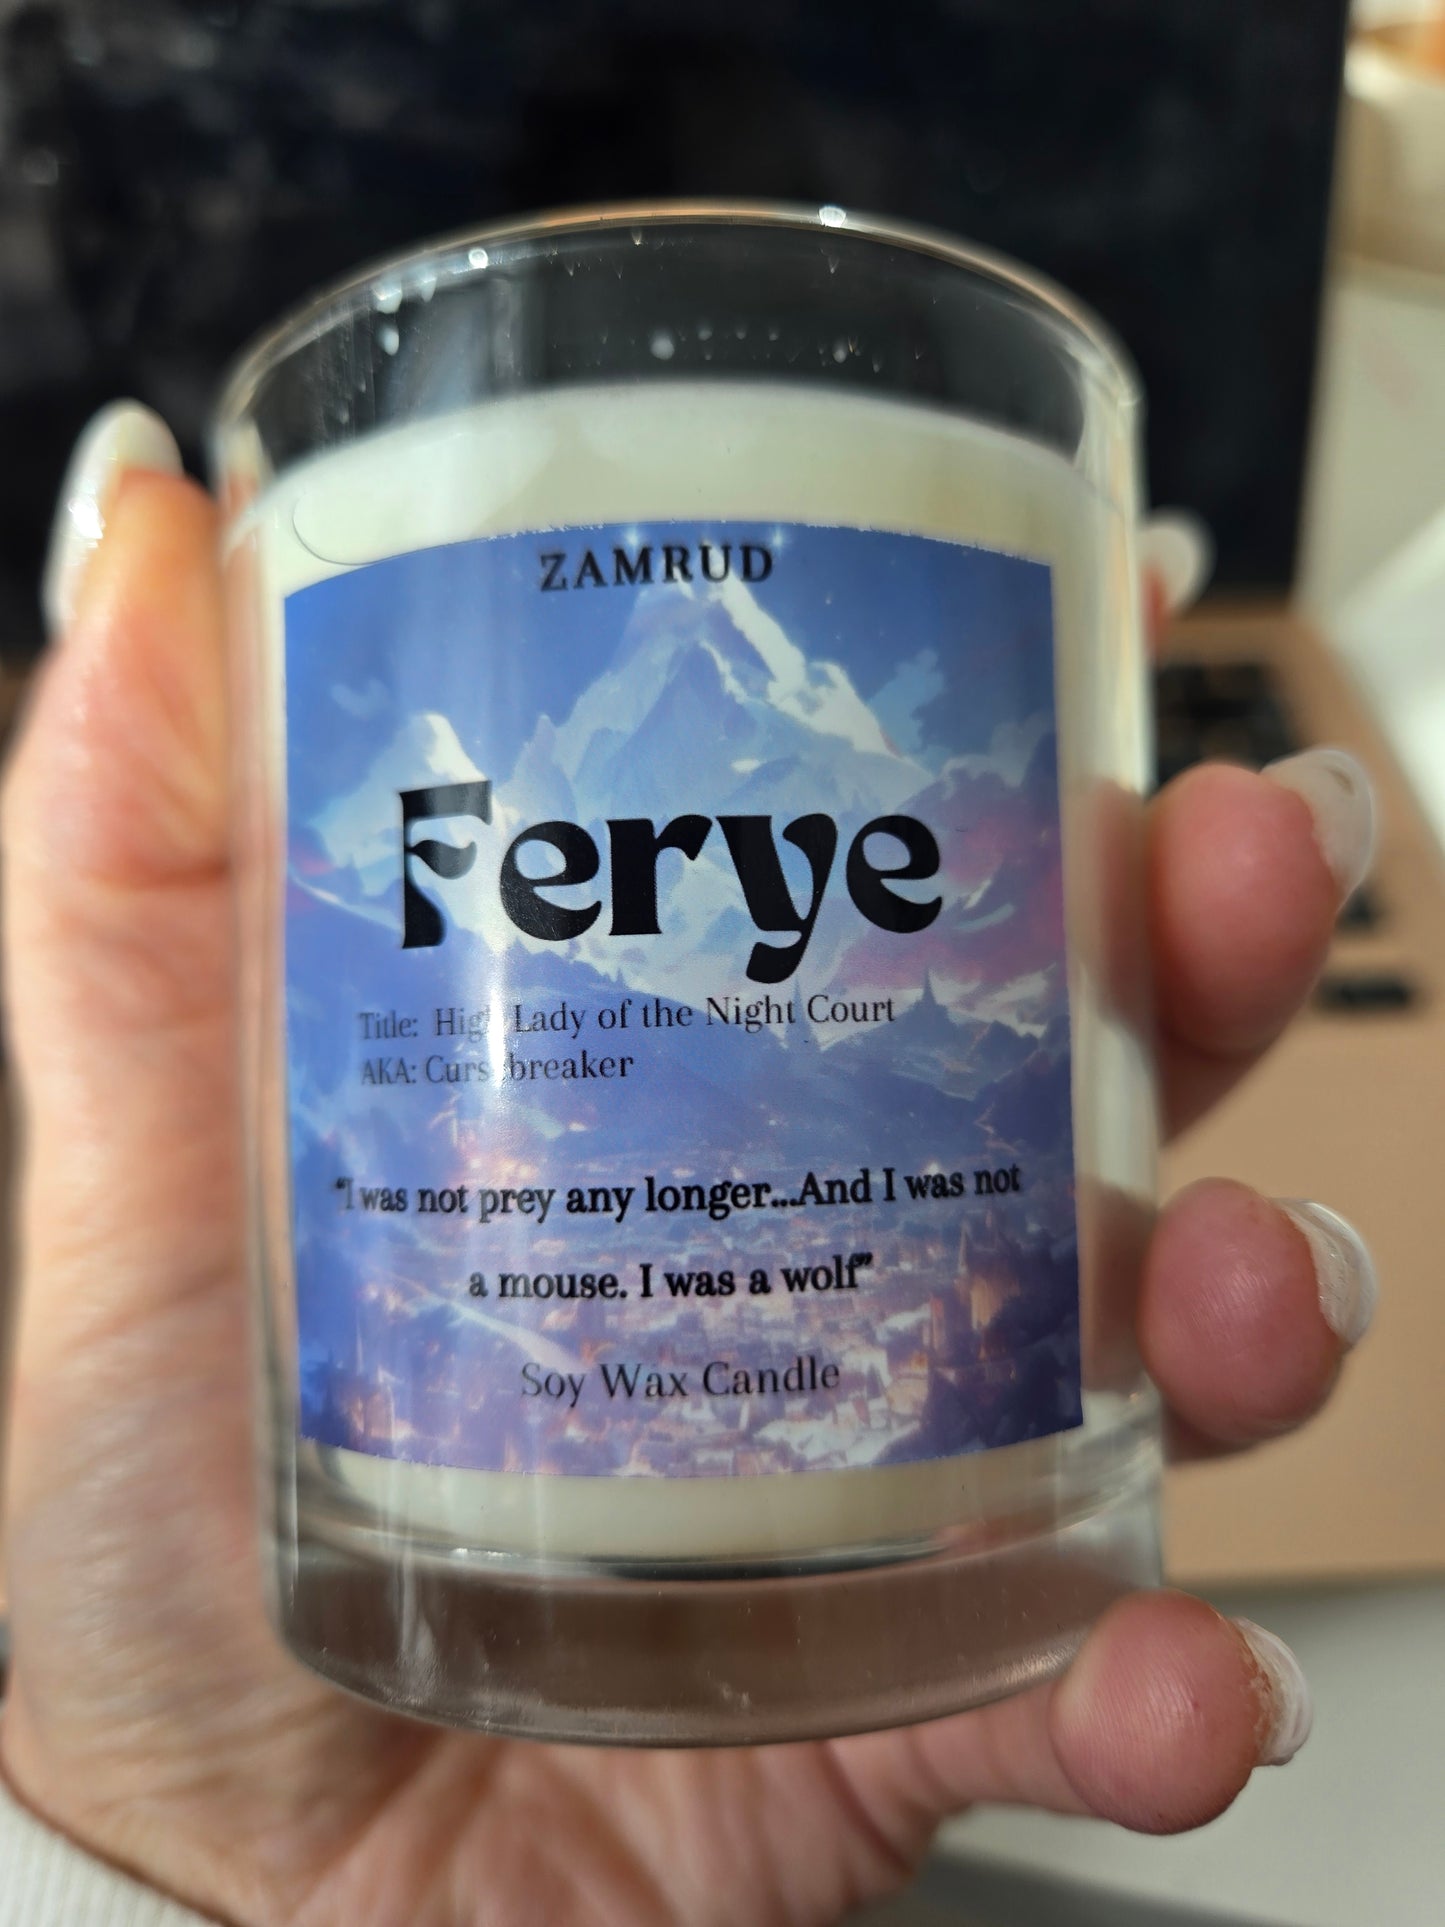 ZAMRUD
Ferye
Title: High Lady of the Night Court
AKA: Cursebreaker
"I was not prey any longer...And I was not
a mouse. I was a wolf"
Soy Wax Candle